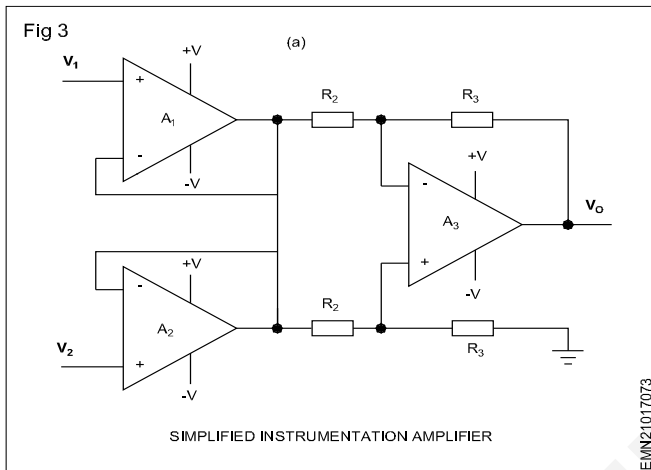 Fig 3
(a)
V1
+V
+
A1
-
-V
R2
R3
+V
-
A3
+
-V
VO
+V
-
A2
+
-V
V2
R2
R3
SIMPLIFIED INSTRUMENTATION AMPLIFIER
EMN21017073